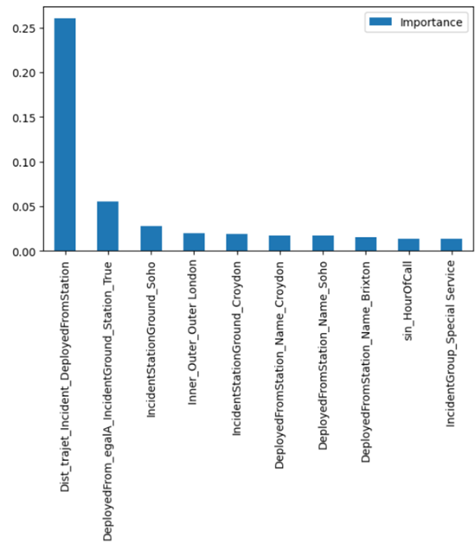 Importance
0.25
0.20
0.15
0.10
0.05
0.00
Dist_trajet_Incident_DeployedFromStation
DeployedFrom_egalA_IncidentGround_Station_True
IncidentStationGround_Soho
Inner_Outer_Outer London
IncidentStationGround_Croydon
DeployedFromStation_Name_Croydon
DeployedFromStation_Name_Soho
DeployedFromStation_Name_Brixton
sin_HourOfCall
IncidentGroup_Special Service